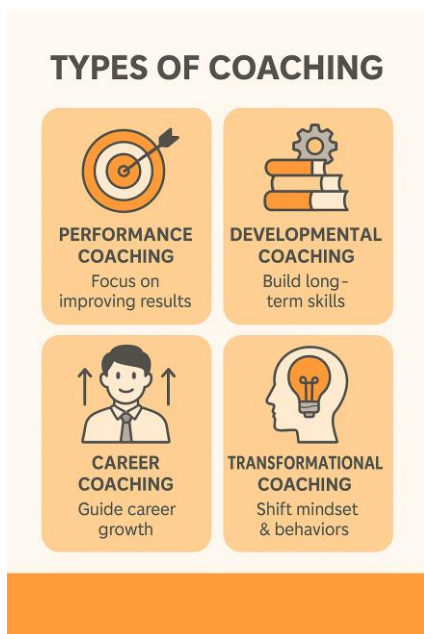 TYPES OF COACHING
PERFORMANCE
COACHING
Focus on
improving results
DEVELOPMENTAL
COACHING
Build long-
term skills
CAREER
COACHING
Guide career
growth
TRANSFORMATIONAL
COACHING
Shift mindset
& behaviors